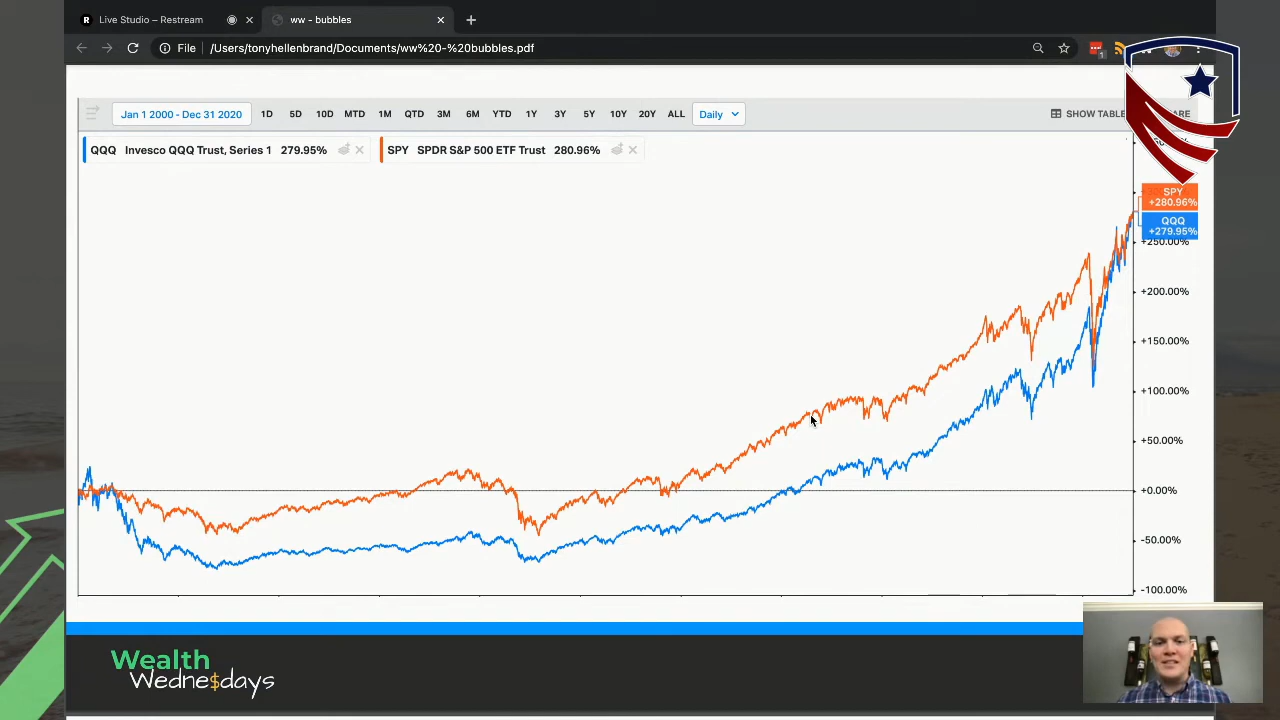 Live Studio – Restream
ww - bubbles
File
/Users/tonyhellenbrand/Documents/ww%20-%20bubbles.pdf
1
Jan 1 2000 - Dec 31 2020
1D 5D 10D MTD 1M QTD 3M 6M YTD 1Y 3Y 5Y 10Y 20Y ALL
Daily
SHOW TABLE
QQQ Invesco QQQ Trust, Series 1 279.95%
SPY SPDR S&P 500 ETF Trust 280.96%
SPY
+280.96%
QQQ
+279.95%
+250.00%
+200.00%
+150.00%
+100.00%
+50.00%
+0.00%
-50.00%
-100.00%
Wealth
Wedne$days